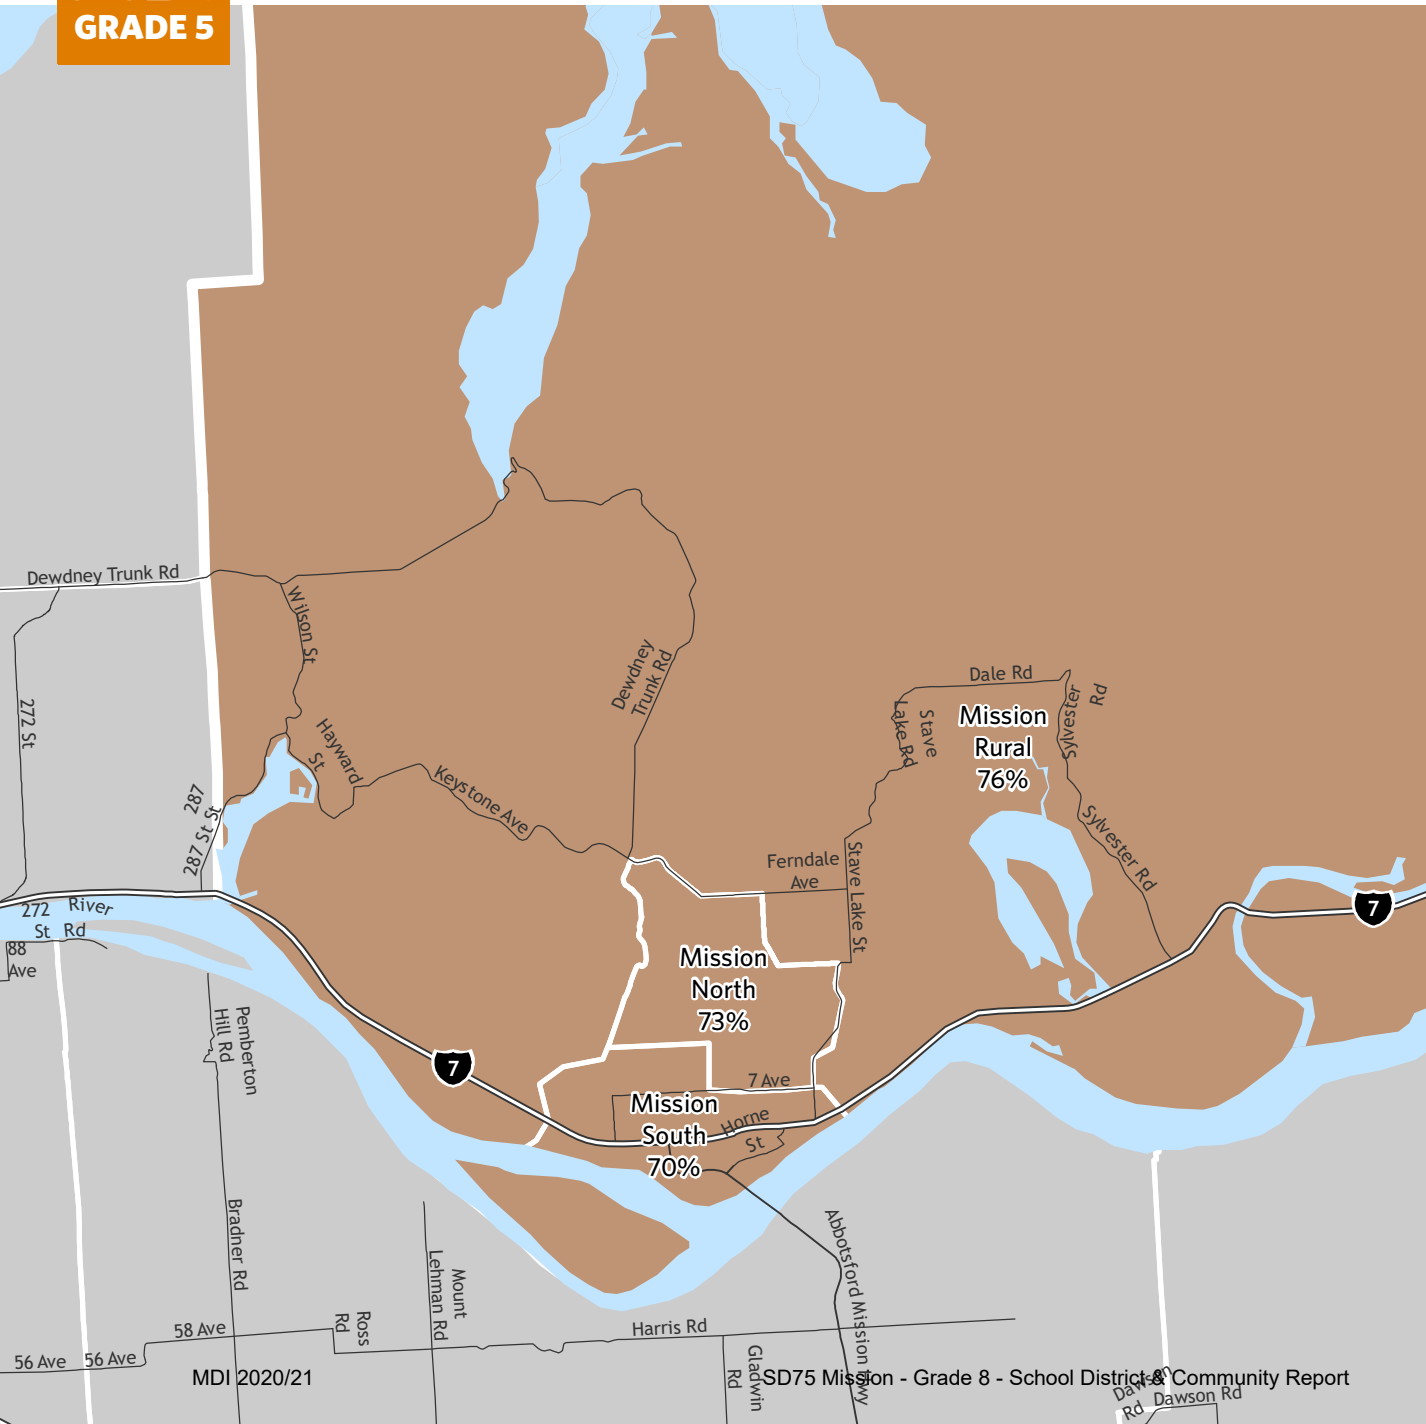 GRADE 5
Dewdney Trunk Rd
Wilson St
272 St
Dewdney
Trunk Rd
Dale Rd
Sylvester
Rd
Stave
Lake Rd
Mission
Rural
76%
Hayward
St
Keystone Ave
287
287 St St
Sylvester Rd
Ferndale
Ave
Stave Lake St
272
St
River
Rd
7
88
Ave
Mission
North
73%
Pemberton
Hill Rd
7
7 Ave
Mission
South
70%
Horne
St
Bradner Rd
Mount
Lehman Rd
Abbotsford Mission Hwy
58 Ave
Ross
Rd
Harris Rd
56 Ave
56 Ave
Gladwin
Rd
MDI 2020/21
SD75 Mission - Grade 8 - School District & Community Report
Dawson
Rd
Dawson Rd